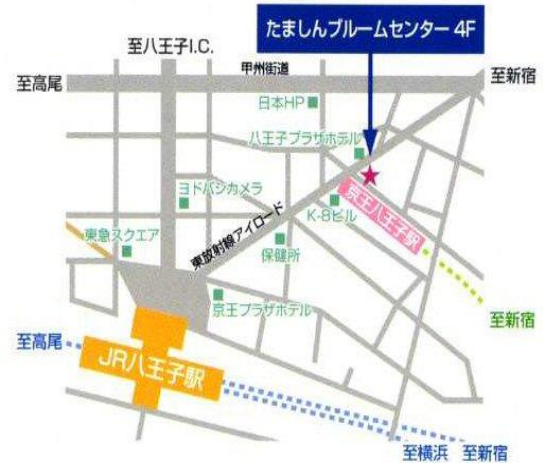 たましんブルームセンター 4F
至八王子I.C.
甲州街道
至高尾
至新宿
日本HP
八王子プラザホテル
ヨドバシカメラ
K-8ビル
京王八王子駅
東急スクエア
東放射線アイロード
保健所
京王プラザホテル
至新宿
至高尾
JR八王子駅
至横浜 至新宿